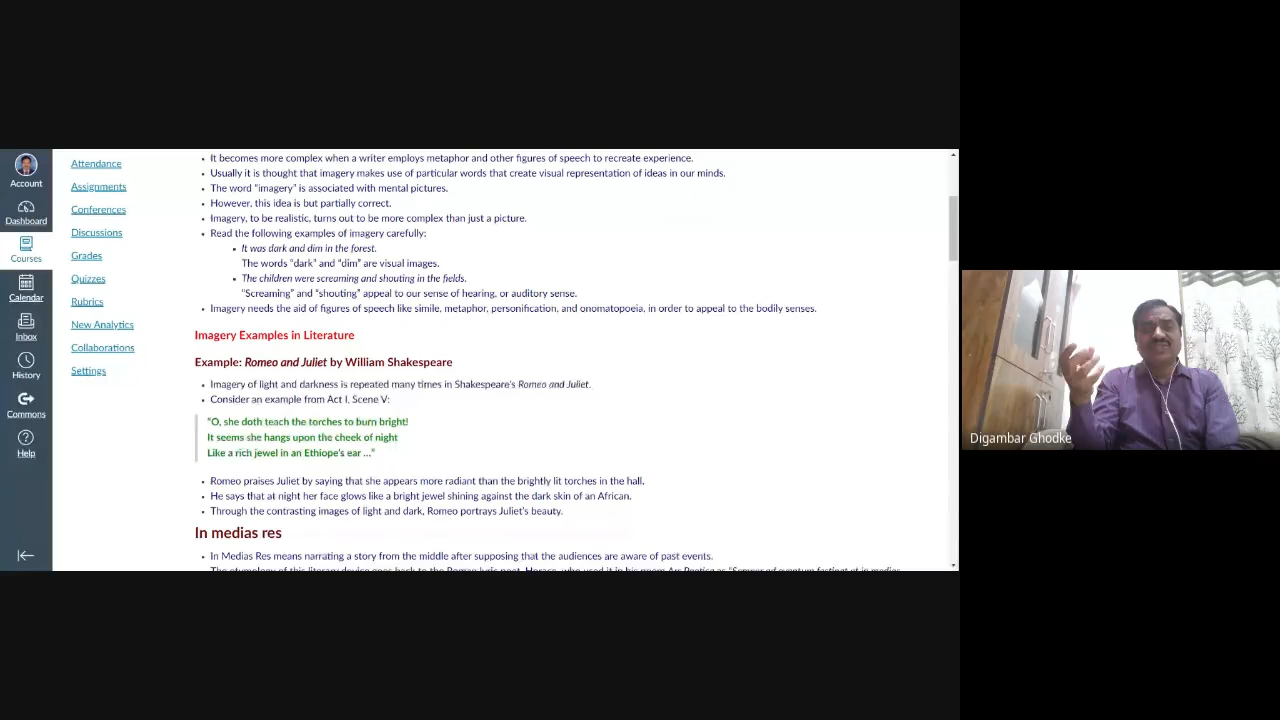 Account
Dashboard
Courses
Calendar
Inbox
History
Commons
Help
Attendance
Assignments
Conferences
Discussions
Grades
Quizzes
Rubrics
New Analytics
Collaborations
Settings
It becomes more complex when a writer employs metaphor and other figures of speech to recreate experience.
Usually it is thought that imagery makes use of particular words that create visual representation of ideas in our minds.
The word "imagery" is associated with mental pictures.
However, this idea is but partially correct.
Imagery, to be realistic, turns out to be more complex than just a picture.
Read the following examples of imagery carefully:
It was dark and dim in the forest.
The words "dark" and "dim" are visual images.
The children were screaming and shouting in the fields.
"Screaming" and "shouting" appeal to our sense of hearing, or auditory sense.
Imagery needs the aid of figures of speech like simile, metaphor, personification, and onomatopoeia, in order to appeal to the bodily senses.
Imagery Examples in Literature
Example: Romeo and Juliet by William Shakespeare
Imagery of light and darkness is repeated many times in Shakespeare's Romeo and Juliet.
Consider an example from Act I, Scene V:
"O, she doth teach the torches to burn bright!
It seems she hangs upon the cheek of night
Like a rich jewel in an Ethiope's ear ..."
Romeo praises Juliet by saying that she appears more radiant than the brightly lit torches in the hall.
He says that at night her face glows like a bright jewel shining against the dark skin of an African.
Through the contrasting images of light and dark, Romeo portrays Juliet's beauty.
In medias res
In Medias Res means narrating a story from the middle after supposing that the audiences are aware of past events.
Digambar Ghodke